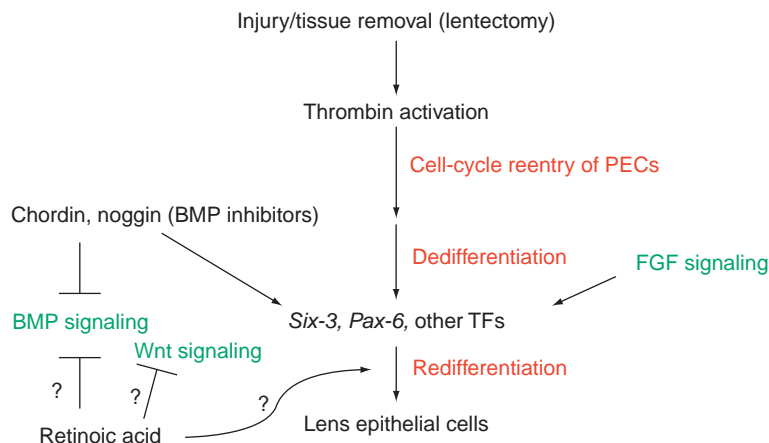 Injury/tissue removal (lentectomy)
Thrombin activation
Cell-cycle reentry of PECs
Chordin, noggin (BMP inhibitors)
Dedifferentiation
FGF signaling
BMP signaling
Six-3, Pax-6, other TFs
Wnt signaling
Redifferentiation
?
?
?
Retinoic acid
Lens epithelial cells